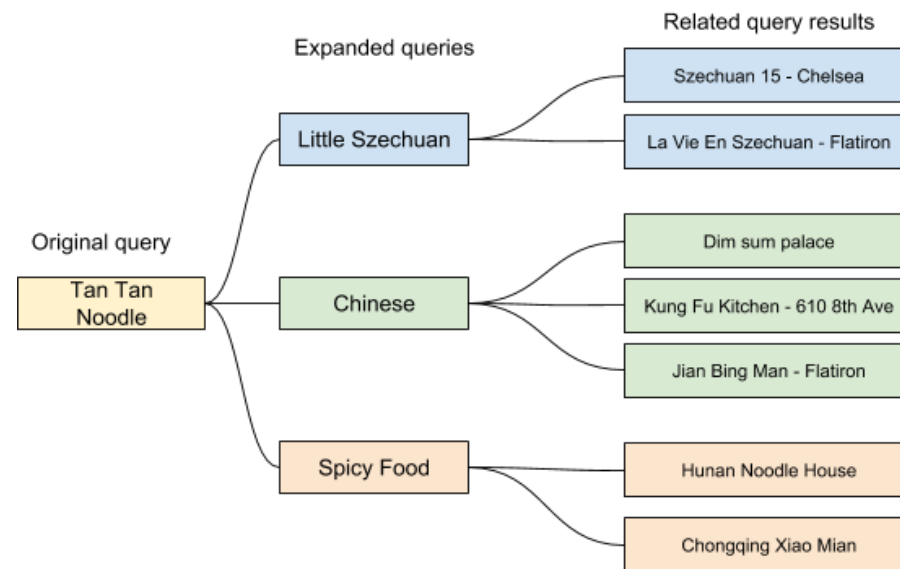 Related query results
Expanded queries
Szechuan 15 - Chelsea
Little Szechuan
La Vie En Szechuan - Flatiron
Original query
Dim sum palace
Tan Tan
Noodle
Chinese
Kung Fu Kitchen - 610 8th Ave
Jian Bing Man - Flatiron
Spicy Food
Hunan Noodle House
Chongqing Xiao Mian